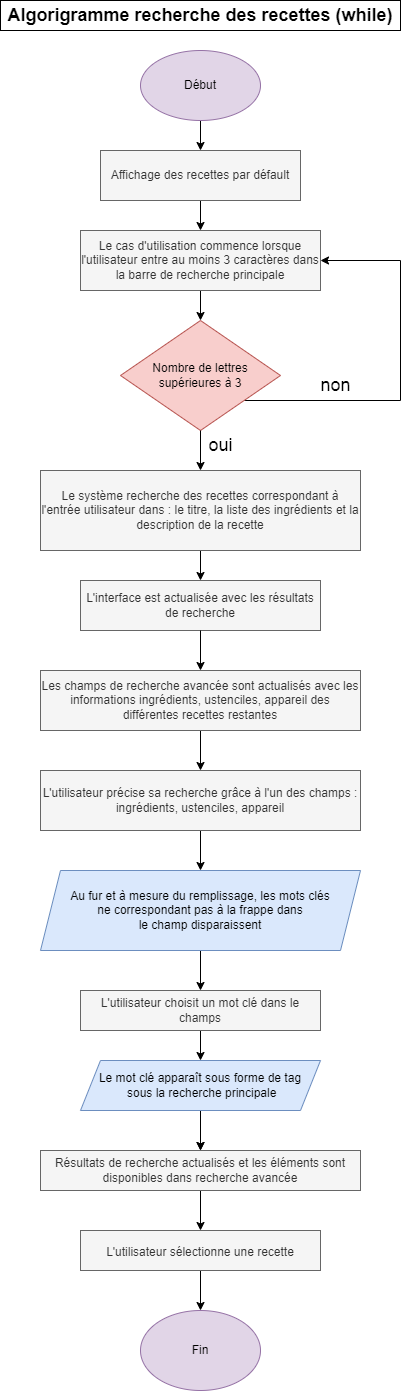 Algorigramme recherche des recettes (while)
Début
Affichage des recettes par défault
Le cas d'utilisation commence lorsque
l'utilisateur entre au moins 3 caractères dans
la barre de recherche principale
Nombre de lettres
supérieures à 3
non
oui
Le système recherche des recettes correspondant à
l'entrée utilisateur dans : le titre, la liste des ingrédients et la
description de la recette
L'interface est actualisée avec les résultats
de recherche
Les champs de recherche avancée sont actualisés avec les
informations ingrédients, ustenciles, appareil des
différentes recettes restantes
L'utilisateur précise sa recherche grâce à l'un des champs :
ingrédients, ustenciles, appareil
Au fur et à mesure du remplissage, les mots clés
ne correspondant pas à la frappe dans
le champ disparaissent
L'utilisateur choisit un mot clé dans le
champs
Le mot clé apparaît sous forme de tag
sous la recherche principale
Résultats de recherche actualisés et les éléments sont
disponibles dans recherche avancée
L'utilisateur sélectionne une recette
Fin